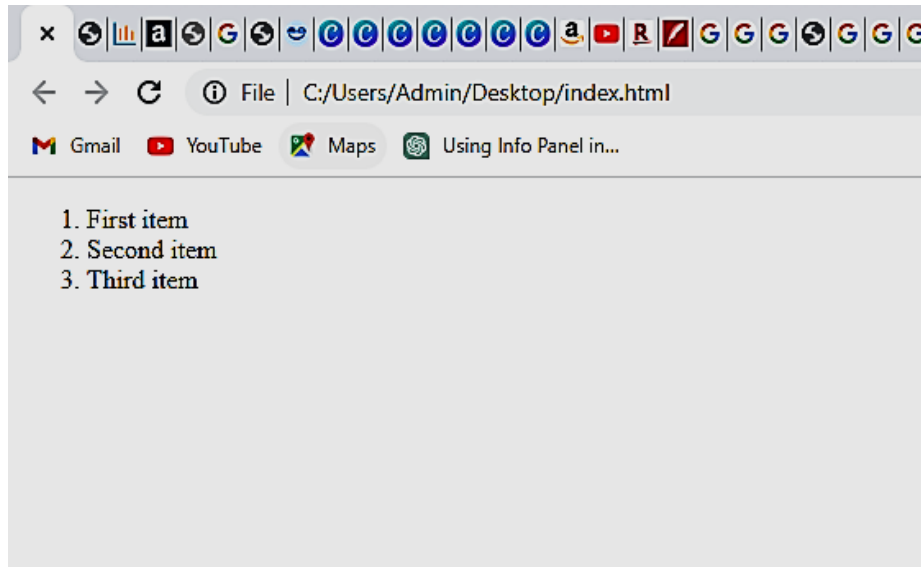 File | C:/Users/Admin/Desktop/index.html
Gmail YouTube Maps Using Info Panel in...
1. First item
2. Second item
3. Third item